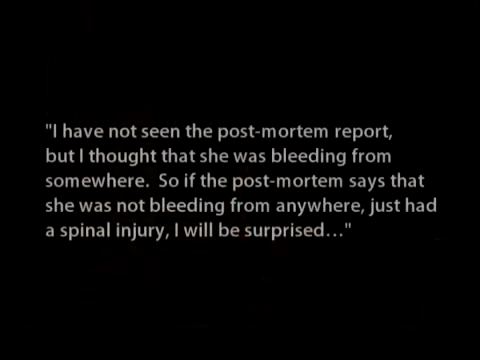 "I have not seen the post-mortem report,
but I thought that she was bleeding from
somewhere.  So if the post-mortem says that
she was not bleeding from anywhere, just had
a spinal injury, I will be surprised…"